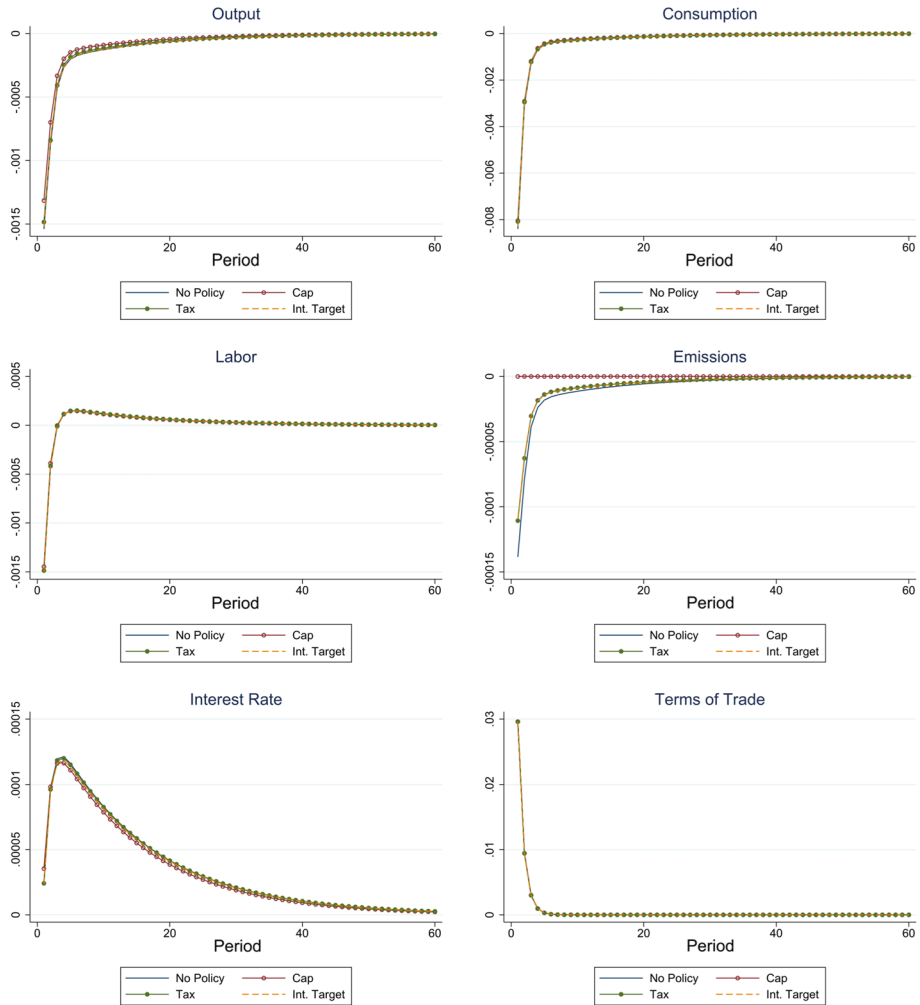 Output
0
-.0005
-.001
-.0015
0 20 40 60
Period
No Policy Cap
Tax Int. Target
Consumption
0
-.002
-.004
-.006
-.008
0 20 40 60
Period
No Policy Cap
Tax Int. Target
Labor
.0005
0
-.0005
-.001
-.0015
0 20 40 60
Period
No Policy Cap
Tax Int. Target
Emissions
0
-.00005
-.0001
-.00015
0 20 40 60
Period
No Policy Cap
Tax Int. Target
Interest Rate
.00015
.0001
.00005
0
0 20 40 60
Period
No Policy Cap
Tax Int. Target
Terms of Trade
.03
.02
.01
0
0 20 40 60
Period
No Policy Cap
Tax Int. Target